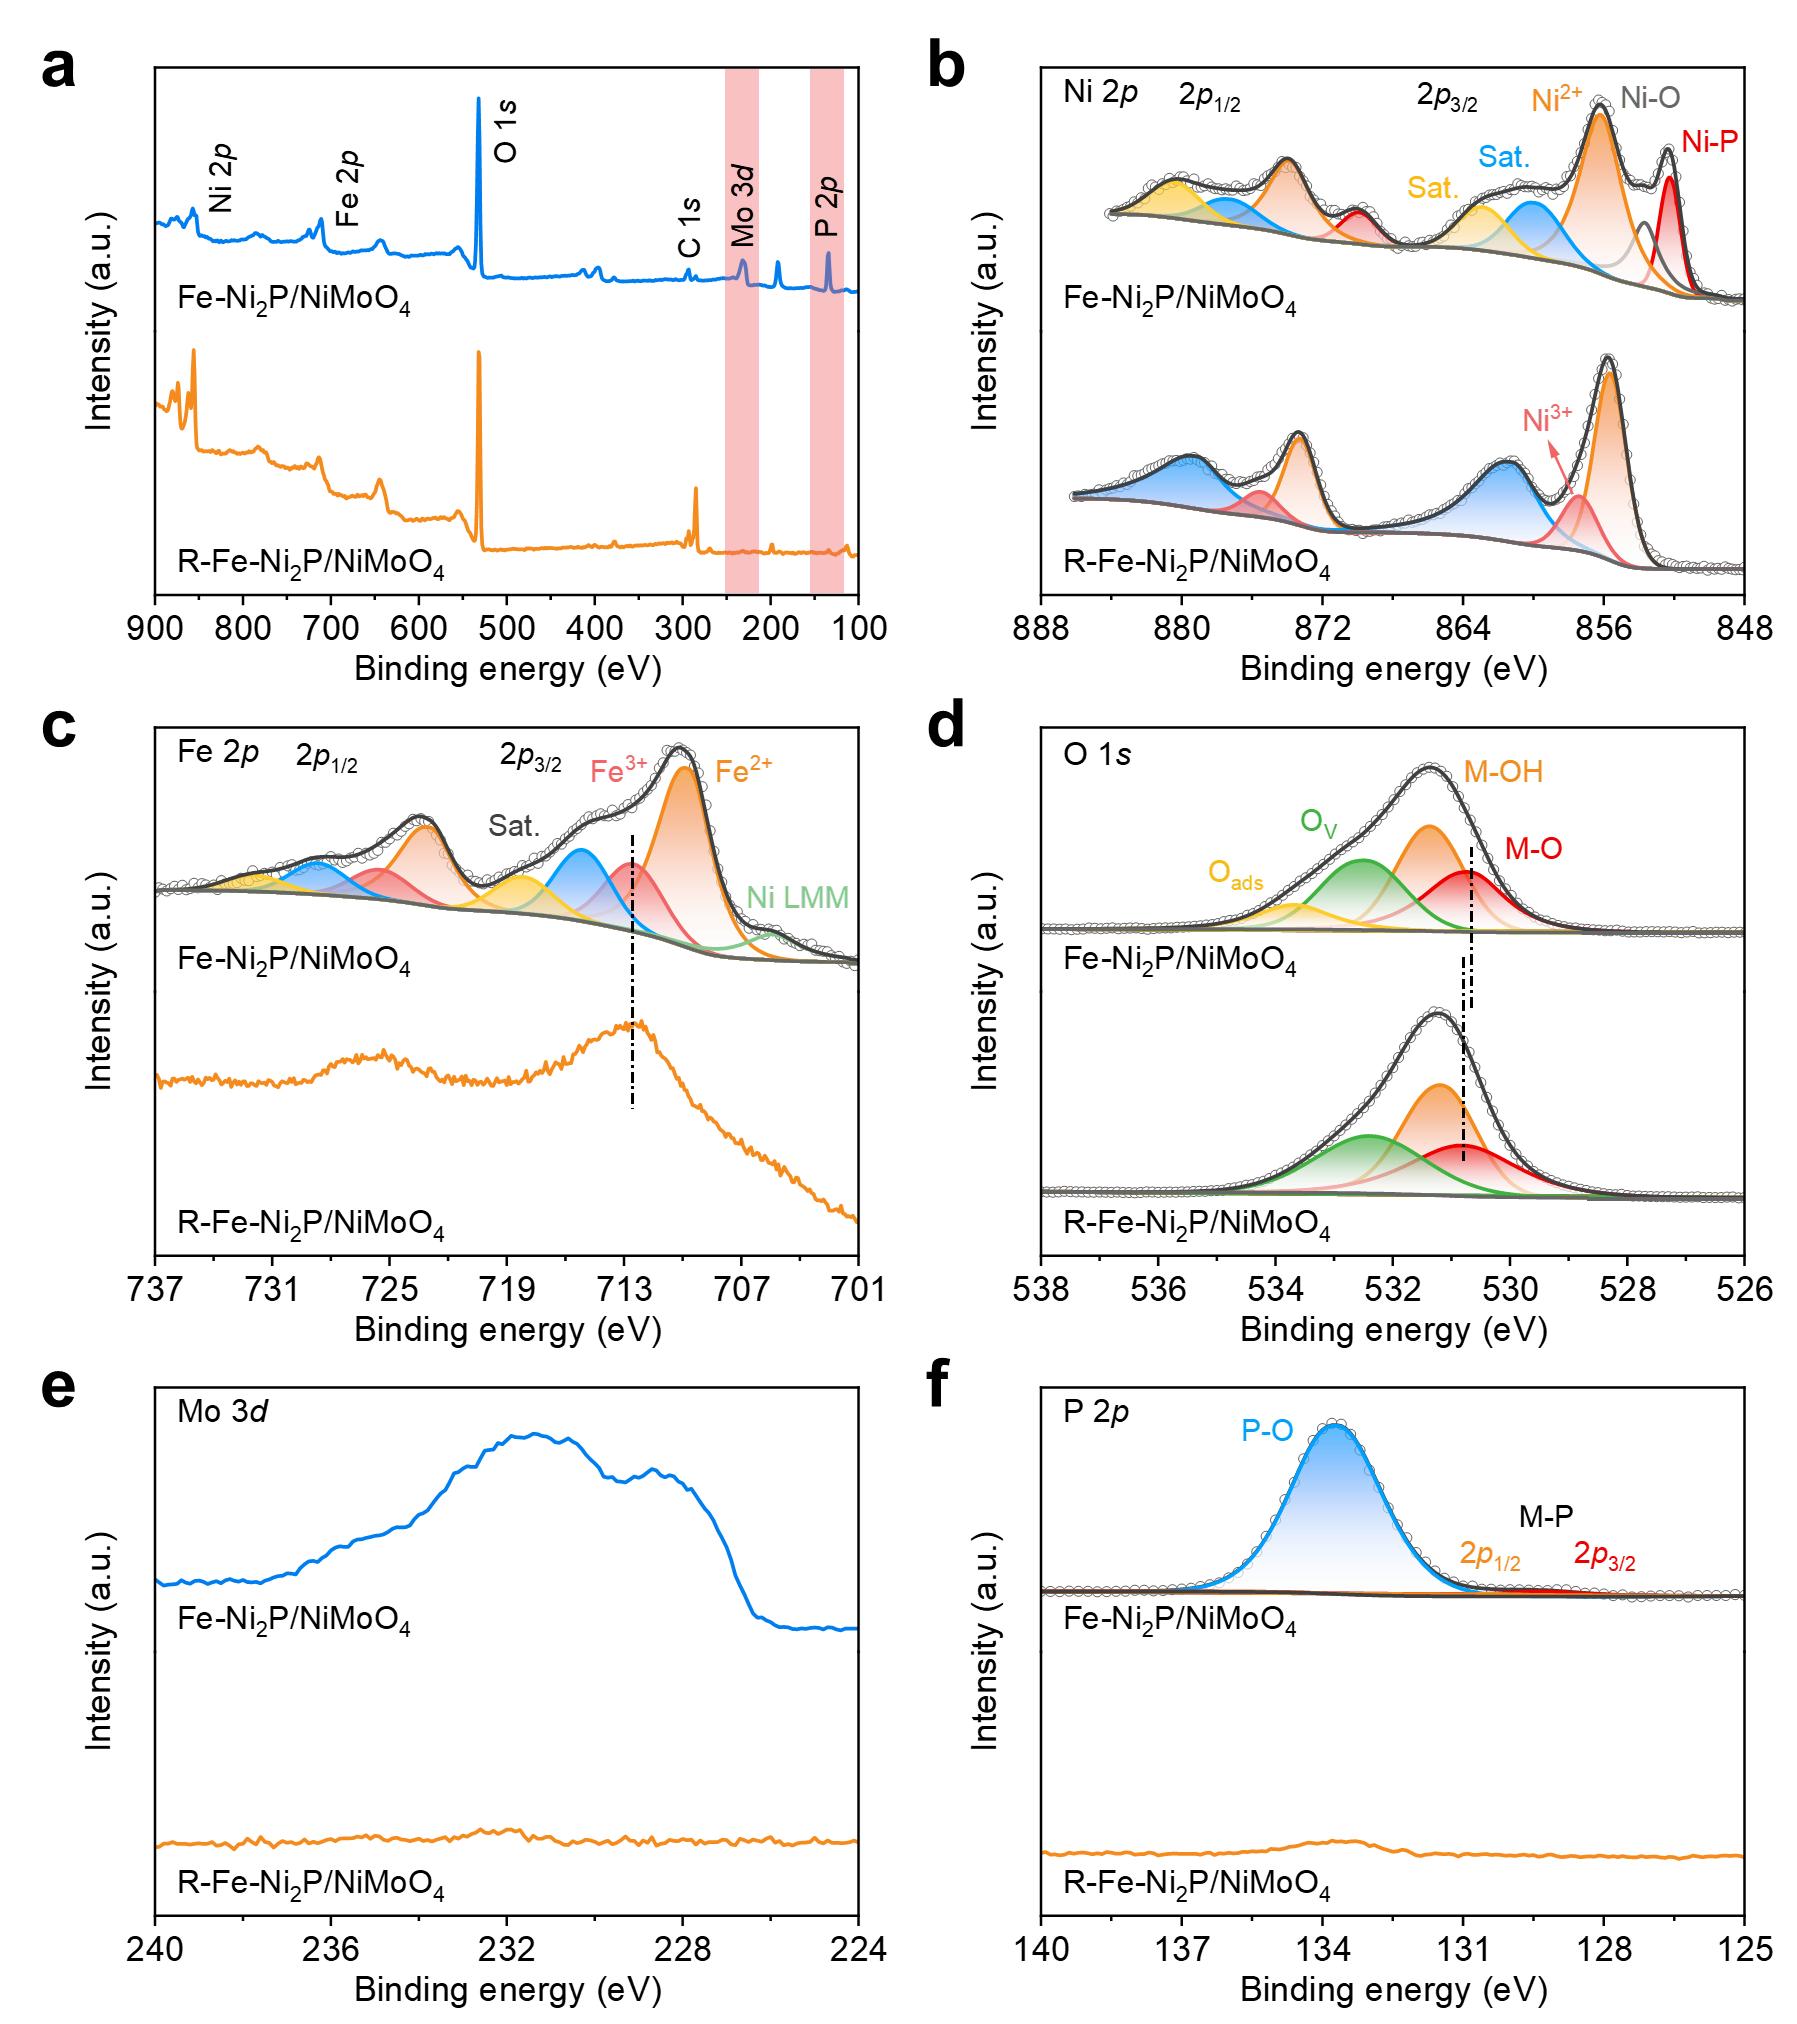 a
Ni 2p
Fe 2p
O 1s
C 1s
Mo 3d
P 2p
Fe-Ni₂P/NiMoO₄
R-Fe-Ni₂P/NiMoO₄
Intensity (a.u.)
900 800 700 600 500 400 300 200 100
Binding energy (eV)
b
Ni 2p 2p₁/₂ 2p₃/₂ Ni²⁺ Ni-O
Ni-P
Sat.
Sat.
Fe-Ni₂P/NiMoO₄
Ni³⁺
R-Fe-Ni₂P/NiMoO₄
Intensity (a.u.)
888 880 872 864 856 848
Binding energy (eV)
c
Fe 2p 2p₁/₂ 2p₃/₂ Fe³⁺ Fe²⁺
Sat.
Ni LMM
Fe-Ni₂P/NiMoO₄
R-Fe-Ni₂P/NiMoO₄
Intensity (a.u.)
737 731 725 719 713 707 701
Binding energy (eV)
d
O 1s
M-OH
O_V
M-O
O_ads
Fe-Ni₂P/NiMoO₄
R-Fe-Ni₂P/NiMoO₄
Intensity (a.u.)
538 536 534 532 530 528 526
Binding energy (eV)
e
Mo 3d
Fe-Ni₂P/NiMoO₄
R-Fe-Ni₂P/NiMoO₄
Intensity (a.u.)
240 236 232 228 224
Binding energy (eV)
f
P 2p
P-O
M-P
2p₁/₂ 2p₃/₂
Fe-Ni₂P/NiMoO₄
R-Fe-Ni₂P/NiMoO₄
Intensity (a.u.)
140 137 134 131 128 125
Binding energy (eV)